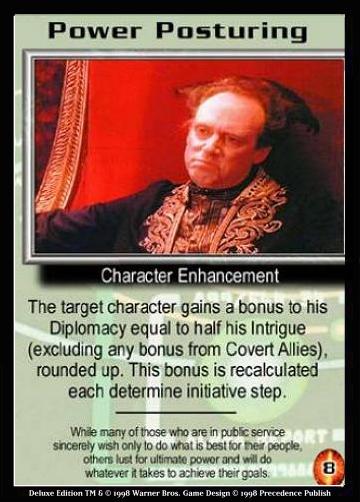 Power Posturing
Character Enhancement
The target character gains a bonus to his
Diplomacy equal to half his Intrigue
(excluding any bonus from Covert Allies),
rounded up. This bonus is recalculated
each determine initiative step.
While many of those who are in public service
sincerely wish only to do what is best for their people,
others lust for ultimate power and will do
whatever it takes to achieve their goals.
8
Deluxe Edition TM & © 1998 Warner Bros. Game Design © 1998 Precedence Publish